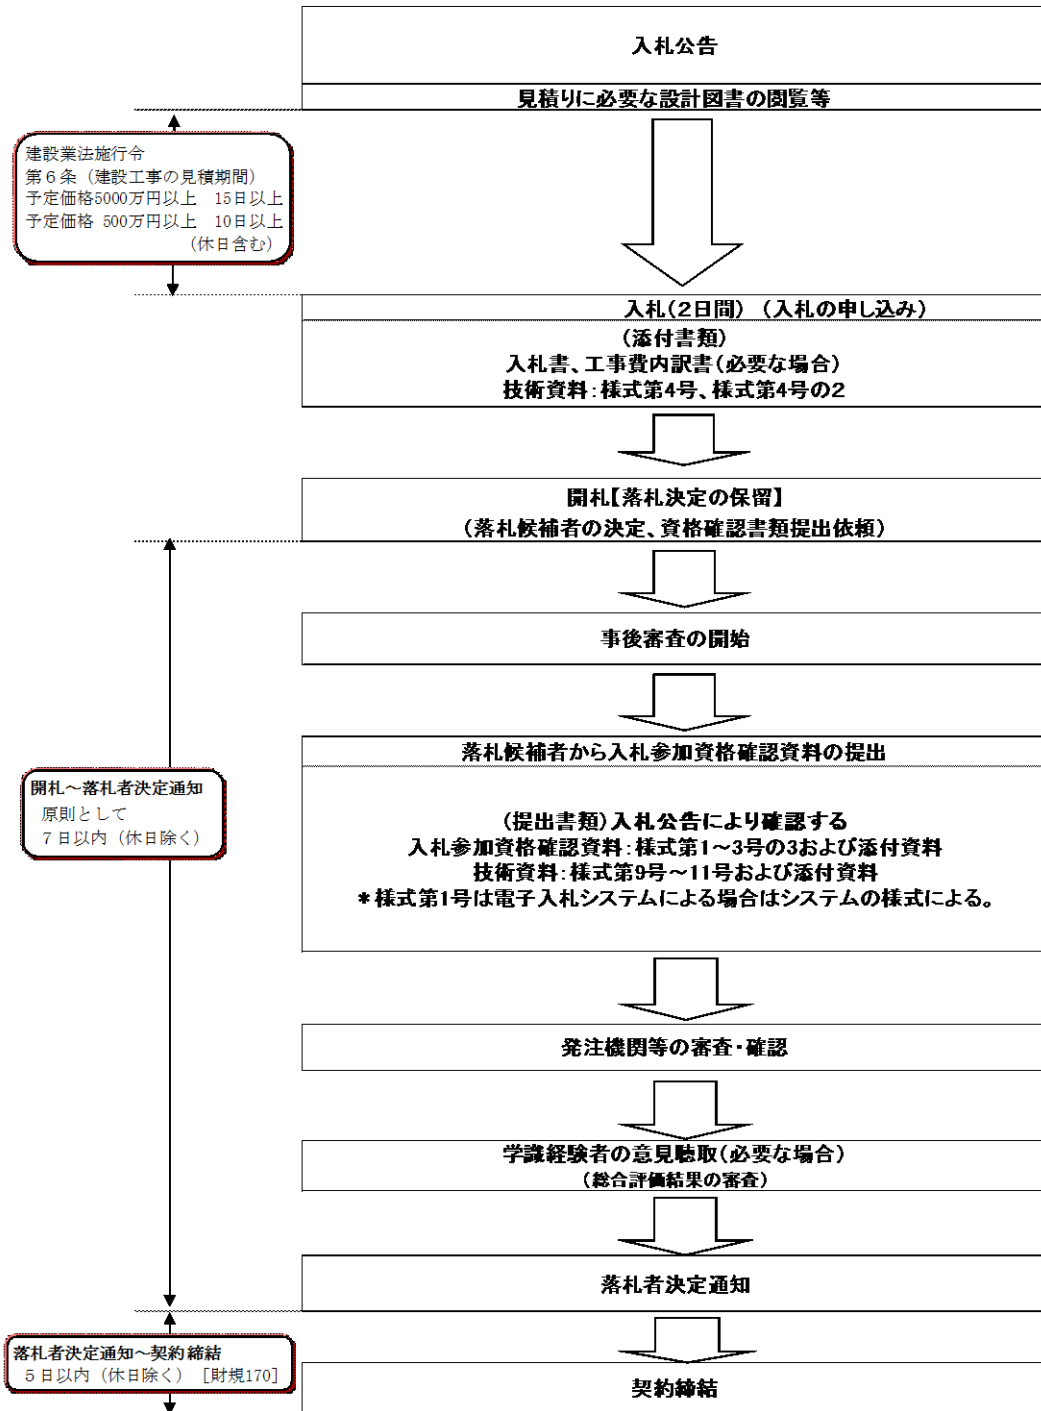 入札公告
見積りに必要な設計図書の閲覧等
建設業法施行令
第６条（建設工事の見積期間）
予定価格5000万円以上　15日以上
予定価格 500万円以上　10日以上
（休日含む）
入札（２日間）　（入札の申し込み）
（添付書類）
入札書、工事費内訳書（必要な場合）
技術資料：様式第4号、様式第4号の2
開札【落札決定の保留】
（落札候補者の決定、資格確認書類提出依頼）
事後審査の開始
落札候補者から入札参加資格確認資料の提出
開札～落札者決定通知
原則として
７日以内（休日除く）
（提出書類）入札公告により確認する
入札参加資格確認資料：様式第1～3号の3および添付資料
技術資料：様式第9号～11号および添付資料
＊様式第1号は電子入札システムによる場合はシステムの様式による。
発注機関等の審査・確認
学識経験者の意見聴取（必要な場合）
（総合評価結果の審査）
落札者決定通知
落札者決定通知～契約締結
５日以内（休日除く）［財規170］
契約締結